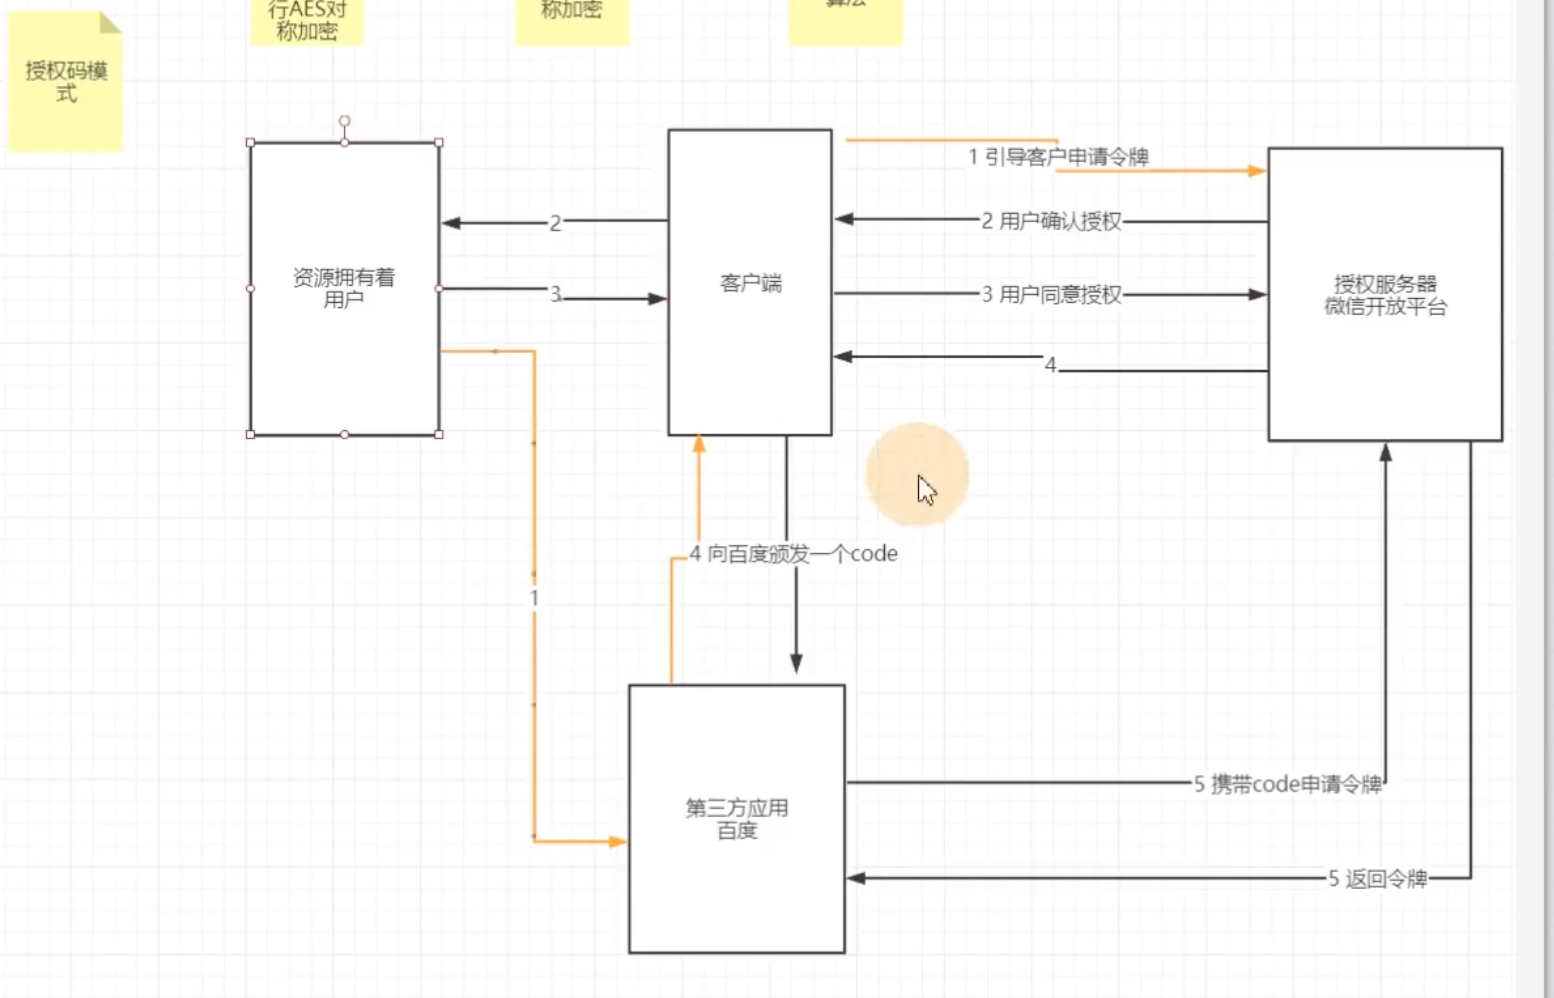 行AES对
称加密
称加密
算法
授权码模
式
1 引导客户申请令牌
2
2 用户确认授权
资源拥有着
用户
客户端
授权服务器
微信开放平台
3
3 用户同意授权
4
4 向百度颁发一个code
1
第三方应用
百度
5 携带code申请令牌
5 返回令牌